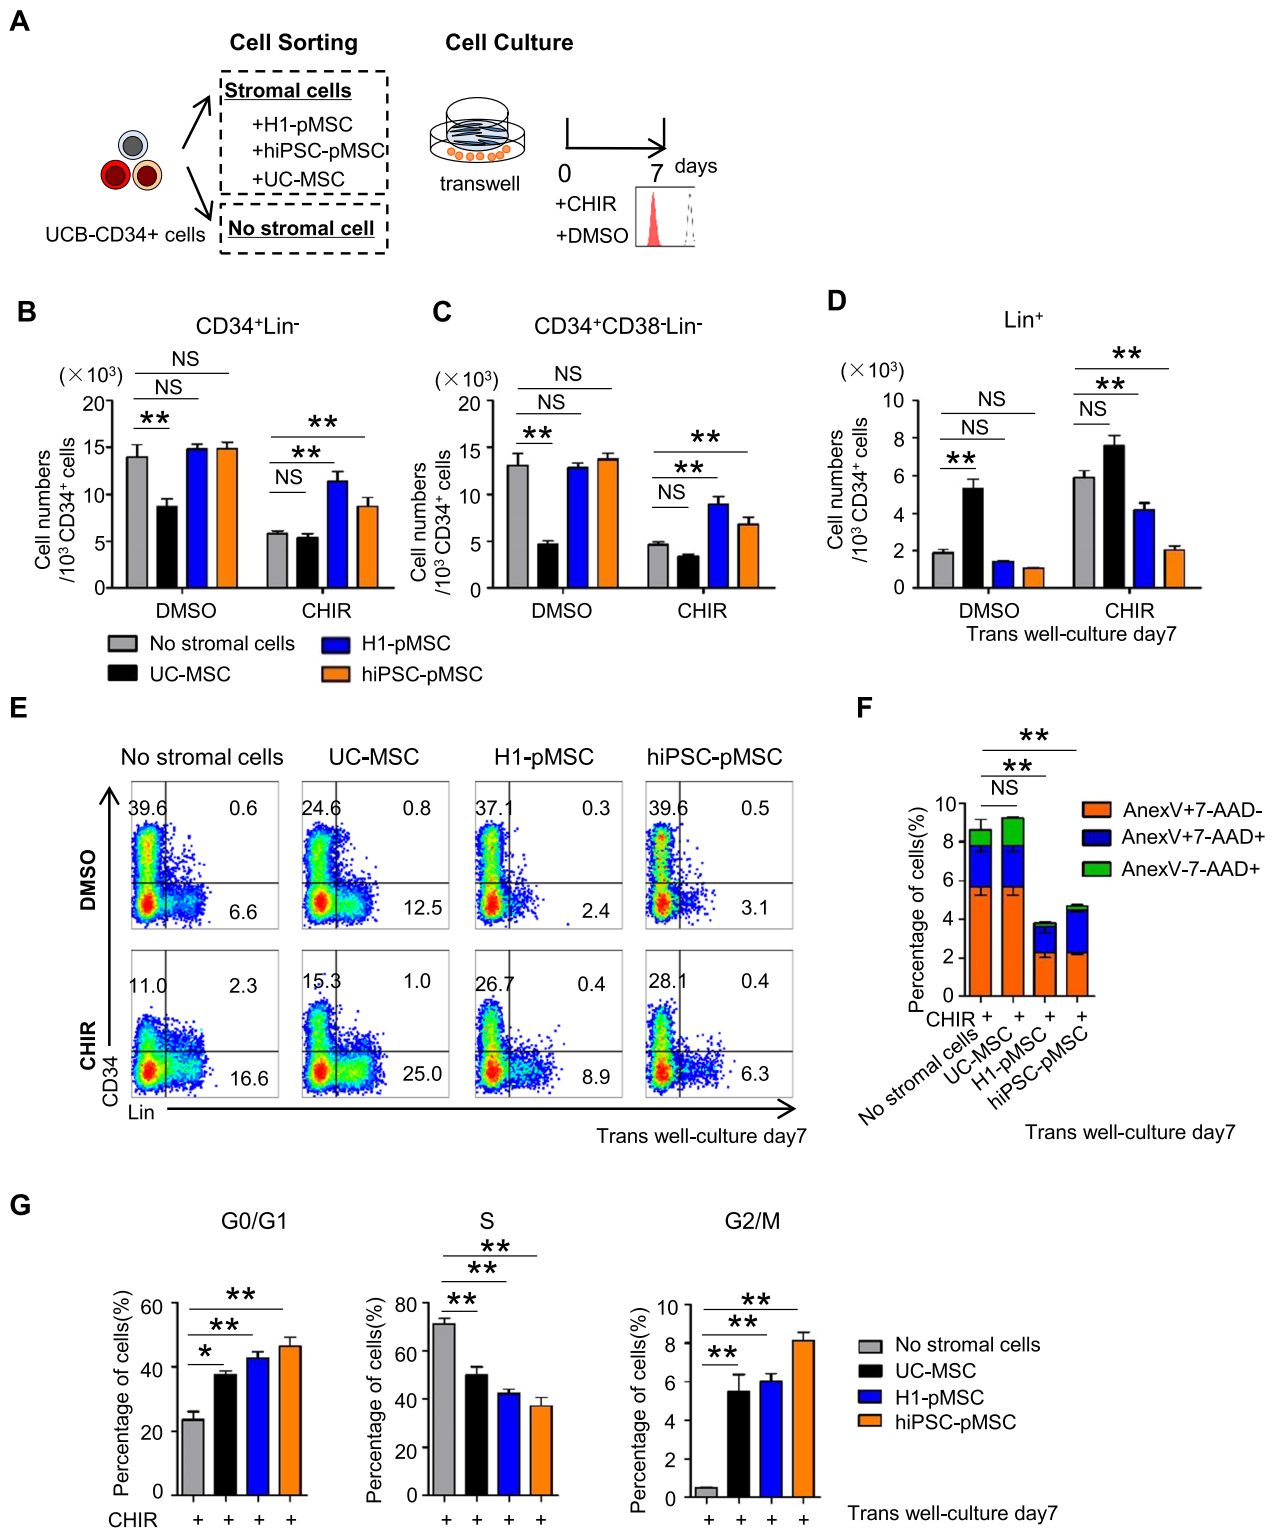 A
Cell Sorting
Cell Culture
Stromal cells
+H1-pMSC
+hiPSC-pMSC
+UC-MSC
No stromal cell
UCB-CD34+ cells
transwell
0
7
days
+CHIR
+DMSO
B
CD34⁺Lin⁻
(×10³)
NS
NS
**
**
**
NS
20
15
10
5
0
Cell numbers
/10³ CD34⁺ cells
DMSO
CHIR
C
CD34⁺CD38⁻Lin⁻
(×10³)
NS
NS
**
**
**
NS
20
15
10
5
0
Cell numbers
/10³ CD34⁺ cells
DMSO
CHIR
D
Lin⁺
(×10³)
NS
NS
**
**
**
NS
10
8
6
4
2
0
Cell numbers
/10³ CD34⁺ cells
DMSO
CHIR
Trans well-culture day7
No stromal cells
UC-MSC
H1-pMSC
hiPSC-pMSC
E
No stromal cells
UC-MSC
H1-pMSC
hiPSC-pMSC
DMSO
39.6
0.6
6.6
24.6
0.8
12.5
37.1
0.3
2.4
39.6
0.5
3.1
CHIR
11.0
2.3
16.6
15.3
1.0
25.0
26.7
0.4
8.9
28.1
0.4
6.3
CD34
Lin
Trans well-culture day7
F
**
**
NS
10
8
6
4
2
0
Percentage of cells(%)
AnexV+7-AAD-
AnexV+7-AAD+
AnexV-7-AAD+
CHIR + + + +
No stromal cells
UC-MSC
H1-pMSC
hiPSC-pMSC
Trans well-culture day7
G
G0/G1
**
**
*
60
40
20
0
Percentage of cells(%)
CHIR + + + +
S
**
**
**
80
60
40
20
0
Percentage of cells(%)
+ + + +
G2/M
**
**
**
10
8
6
4
2
0
Percentage of cells(%)
+ + + +
No stromal cells
UC-MSC
H1-pMSC
hiPSC-pMSC
Trans well-culture day7